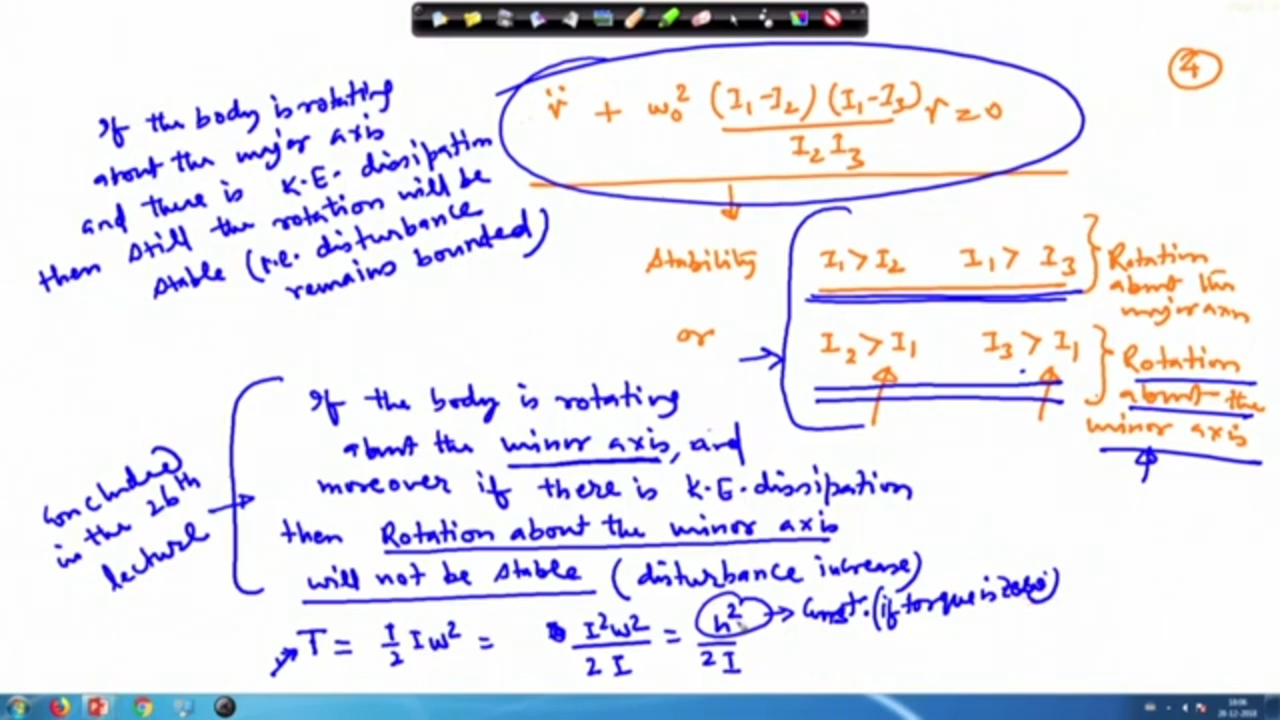 4
r̈ + ω₀² (I₁-I₂) (I₁-I₃) r = 0
I₂ I₃
If the body is rotating
about the major axis
and there is K.E. dissipation
then still the rotation will be
stable (i.e. disturbance
remains bounded)
Stability
I₁ > I₂ I₁ > I₃
Rotation
about the
major axis
or
I₂ > I₁ I₃ > I₁
Rotation
about the
minor axis
Concluded
in the 26th
lecture
If the body is rotating
about the minor axis, and
moreover if there is K.E. dissipation
then Rotation about the minor axis
will not be stable (disturbance increase)
T = 1/2 Iω² = I²ω²/2I = h²/2I → Const. (if torque is zero)
18:06
26-12-2018